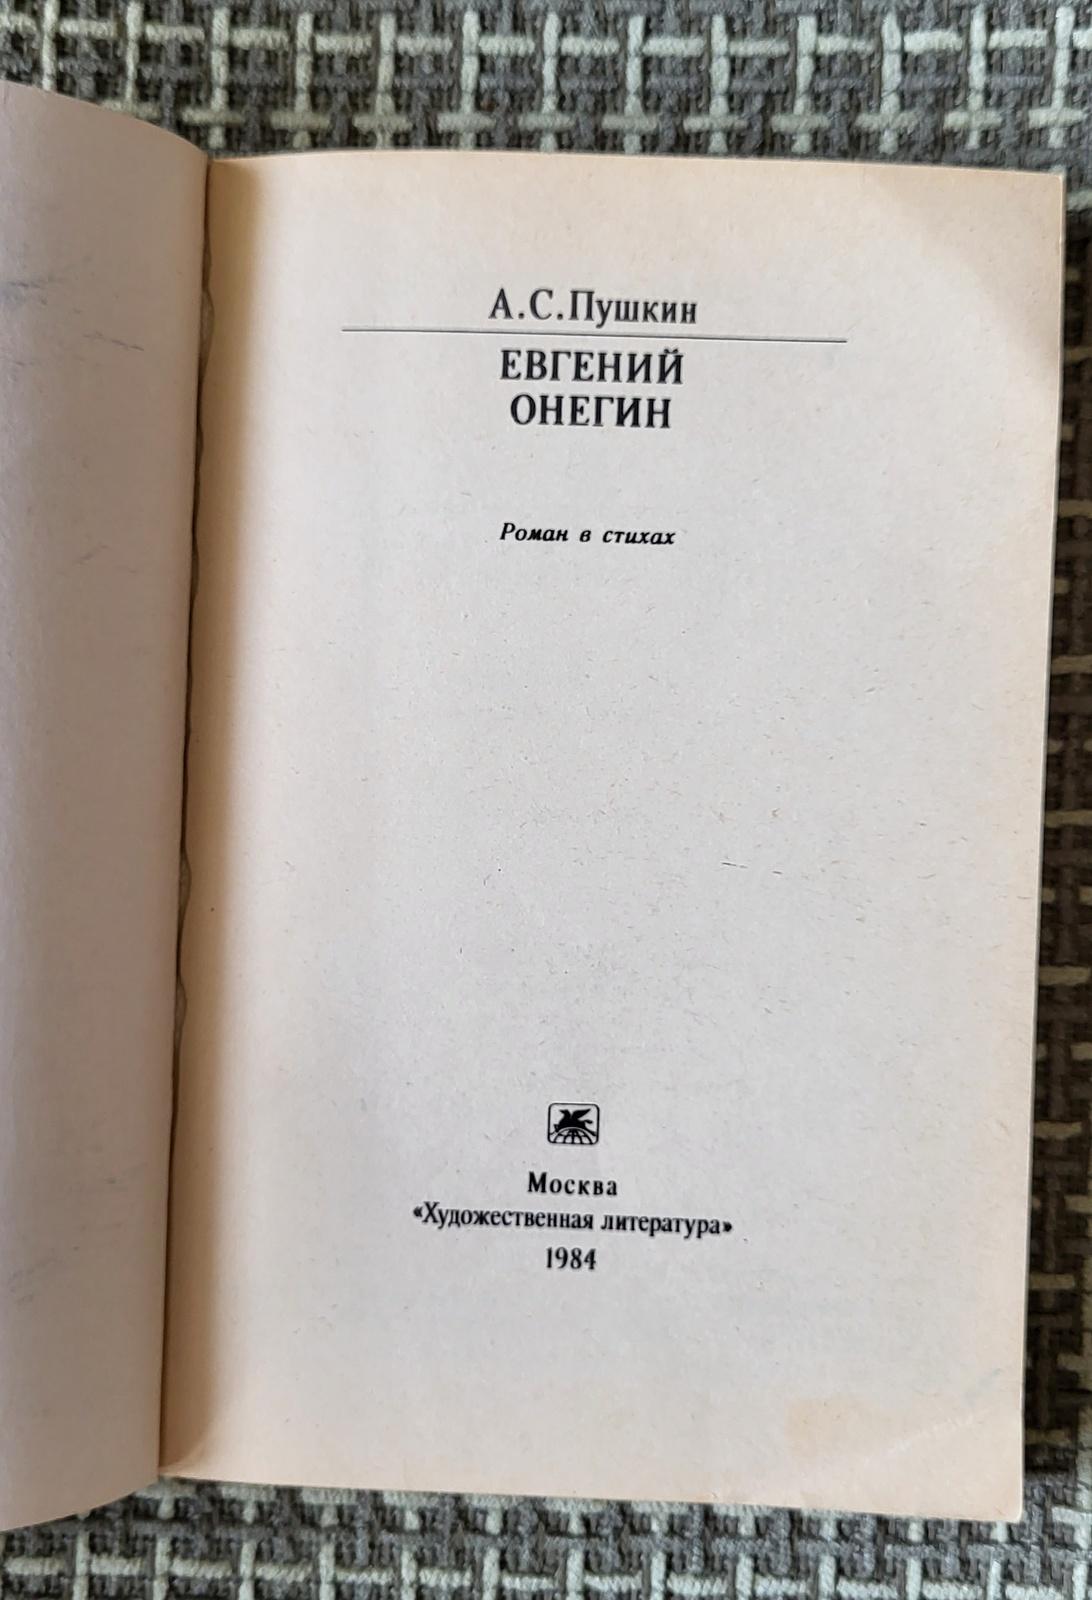 А.С.Пушкин
ЕВГЕНИЙ
ОНЕГИН
Роман в стихах
Москва
«Художественная литература»
1984